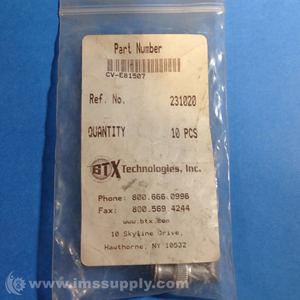 Part Number
CV-E81507
Ref. No. 231020
QUANTITY 10 PCS
BTX Technologies, Inc.
Phone: 800.666.0996
Fax: 800.569.4244
www.btx.com
10 Skyline Drive,
Hawthorne, NY 10532
© www.imssupply.com